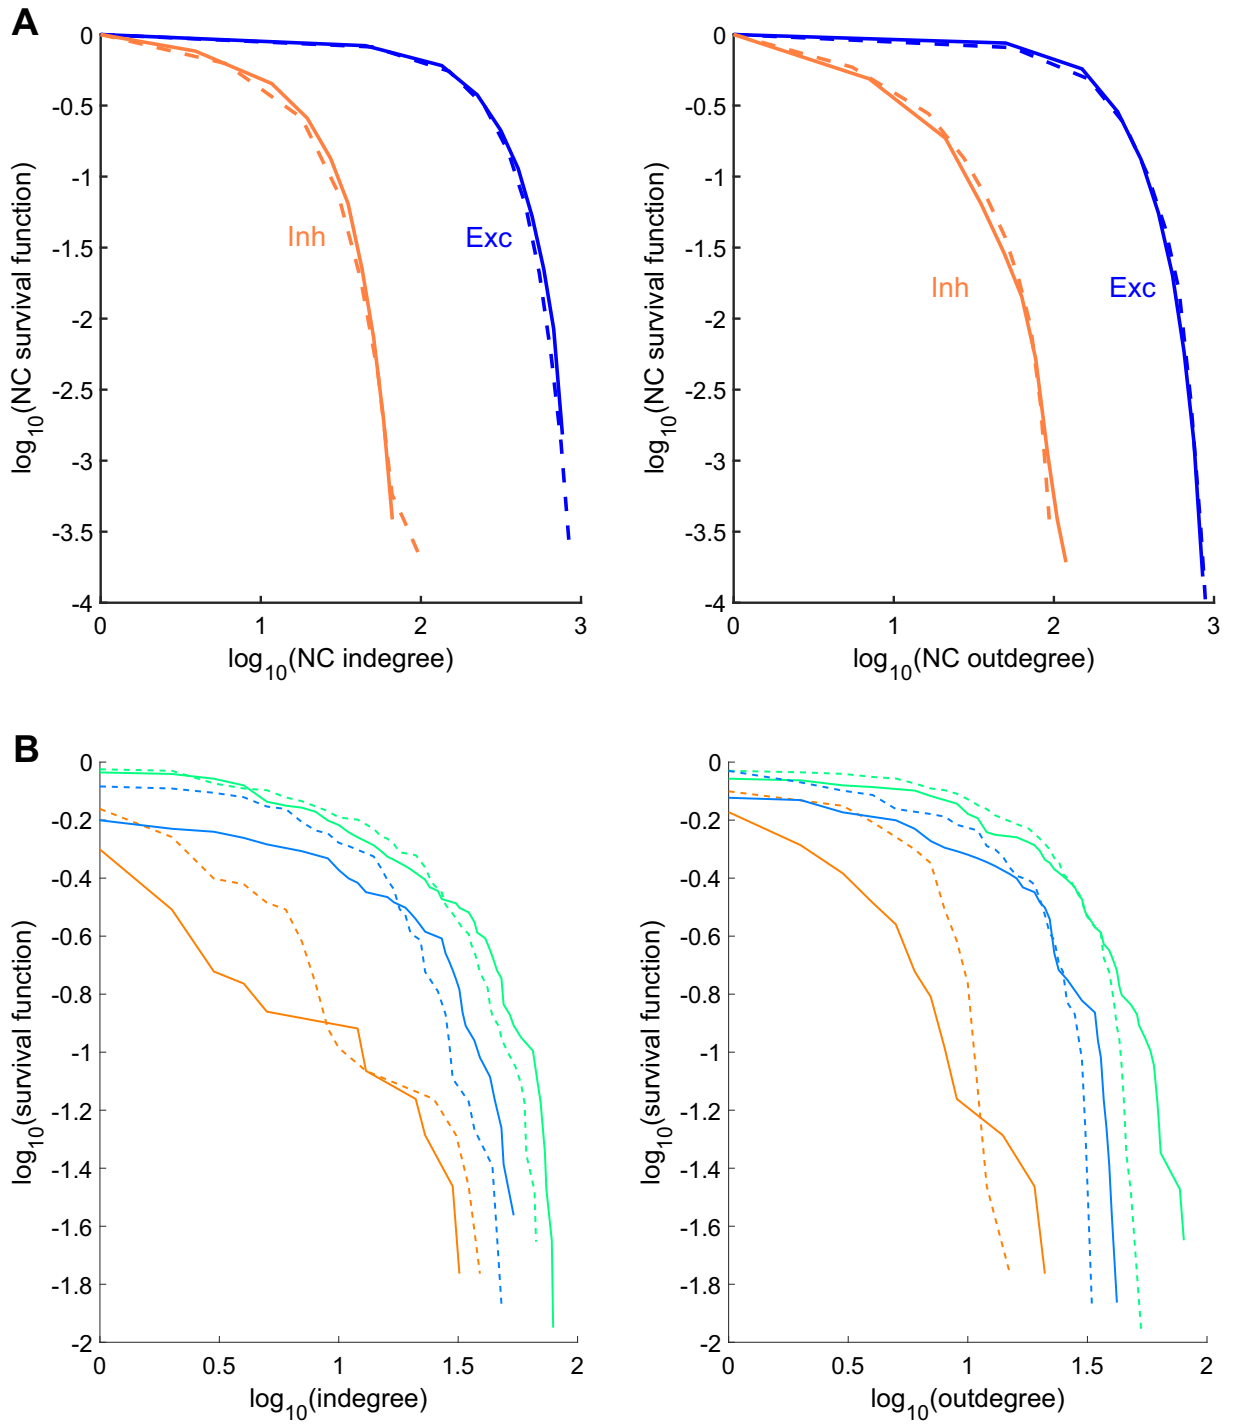 A
0
-0.5
-1
-1.5
-2
-2.5
-3
-3.5
-4
0 1 2 3
log10(NC survival function)
log10(NC indegree)
Inh
Exc
0
-0.5
-1
-1.5
-2
-2.5
-3
-3.5
-4
0 1 2 3
log10(NC survival function)
log10(NC outdegree)
Inh
Exc
B
0
-0.2
-0.4
-0.6
-0.8
-1
-1.2
-1.4
-1.6
-1.8
-2
0 0.5 1 1.5 2
log10(survival function)
log10(indegree)
0
-0.2
-0.4
-0.6
-0.8
-1
-1.2
-1.4
-1.6
-1.8
-2
0 0.5 1 1.5 2
log10(survival function)
log10(outdegree)